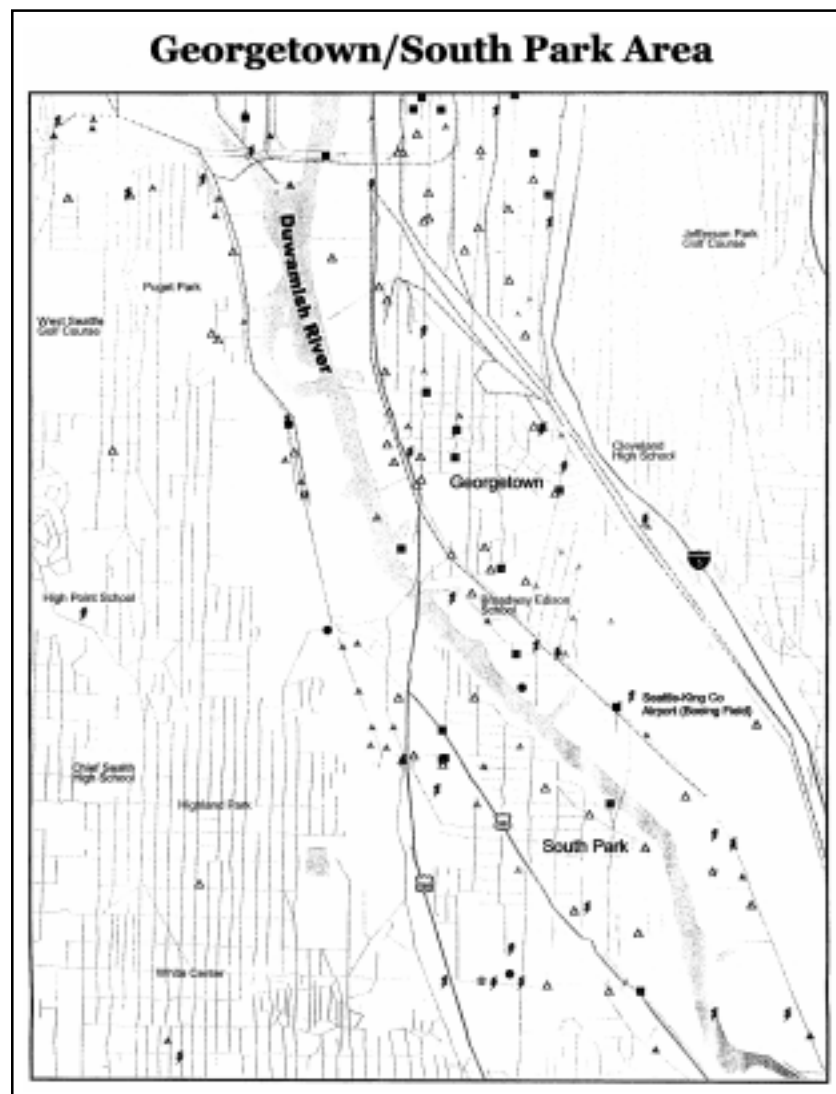 Georgetown/South Park Area
Duwamish River
Jefferson Park
Golf Course
Puget Park
West Seattle
Golf Course
Cleveland
High School
Georgetown
High Point School
Broadway Edison
School
Seattle-King Co
Airport (Boeing Field)
Chief Sealth
High School
Highland Park
South Park
White Center